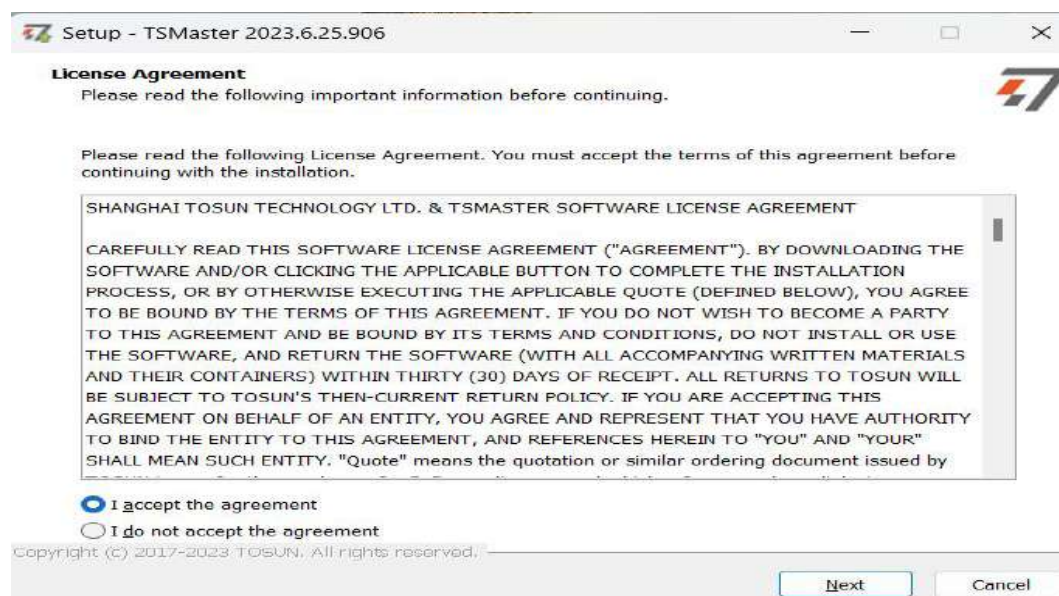 Setup - TSMaster 2023.6.25.906
License Agreement
Please read the following important information before continuing.
Please read the following License Agreement. You must accept the terms of this agreement before
continuing with the installation.
SHANGHAI TOSUN TECHNOLOGY LTD. & TSMASTER SOFTWARE LICENSE AGREEMENT
CAREFULLY READ THIS SOFTWARE LICENSE AGREEMENT ("AGREEMENT"). BY DOWNLOADING THE
SOFTWARE AND/OR CLICKING THE APPLICABLE BUTTON TO COMPLETE THE INSTALLATION
PROCESS, OR BY OTHERWISE EXECUTING THE APPLICABLE QUOTE (DEFINED BELOW), YOU AGREE
TO BE BOUND BY THE TERMS OF THIS AGREEMENT. IF YOU DO NOT WISH TO BECOME A PARTY
TO THIS AGREEMENT AND BE BOUND BY ITS TERMS AND CONDITIONS, DO NOT INSTALL OR USE
THE SOFTWARE, AND RETURN THE SOFTWARE (WITH ALL ACCOMPANYING WRITTEN MATERIALS
AND THEIR CONTAINERS) WITHIN THIRTY (30) DAYS OF RECEIPT. ALL RETURNS TO TOSUN WILL
BE SUBJECT TO TOSUN'S THEN-CURRENT RETURN POLICY. IF YOU ARE ACCEPTING THIS
AGREEMENT ON BEHALF OF AN ENTITY, YOU AGREE AND REPRESENT THAT YOU HAVE AUTHORITY
TO BIND THE ENTITY TO THIS AGREEMENT, AND REFERENCES HEREIN TO "YOU" AND "YOUR"
SHALL MEAN SUCH ENTITY. "Quote" means the quotation or similar ordering document issued by
I accept the agreement
I do not accept the agreement
Copyright (c) 2017-2023 TOSUN. All rights reserved.
Next
Cancel